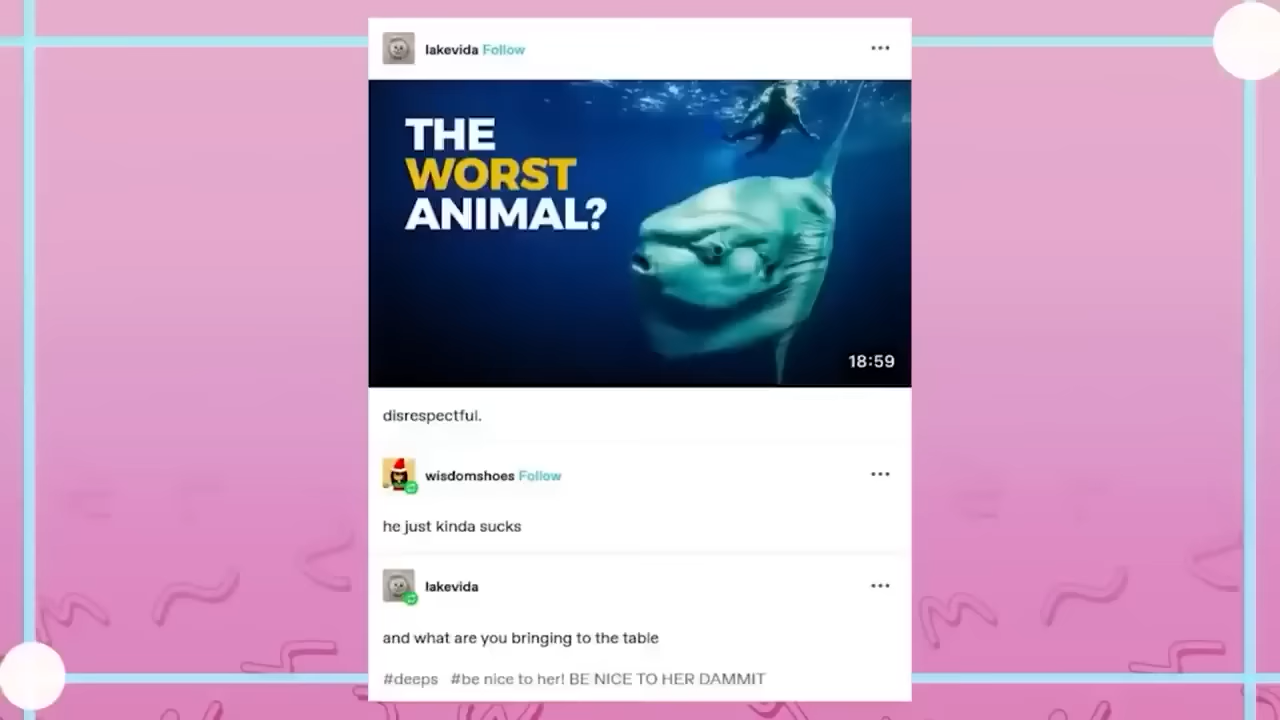 lakevida Follow
THE
WORST
ANIMAL?
18:59
disrespectful.
wisdomshoes Follow
he just kinda sucks
lakevida
and what are you bringing to the table
#deeps #be nice to her! BE NICE TO HER DAMMIT